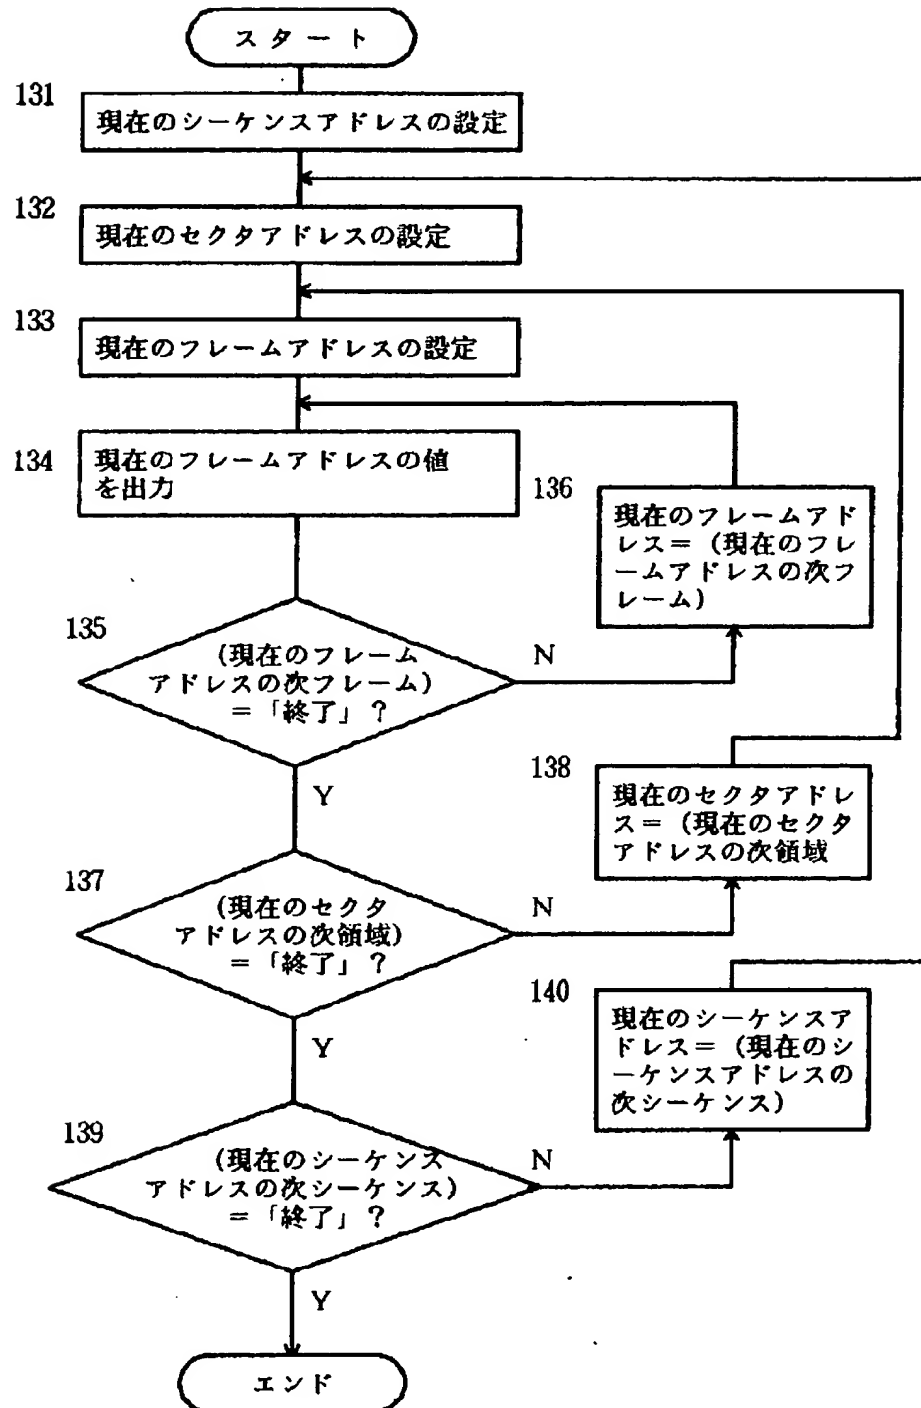 スタート
131
現在のシーケンスアドレスの設定
132
現在のセクタアドレスの設定
133
現在のフレームアドレスの設定
134
現在のフレームアドレスの値
を出力
136
現在のフレームアド
レス=(現在のフレ
ームアドレスの次フ
レーム)
135
(現在のフレーム
アドレスの次フレーム)
=「終了」?
N
Y
138
現在のセクタアドレ
ス=(現在のセクタ
アドレスの次領域
137
(現在のセクタ
アドレスの次領域)
=「終了」?
N
Y
140
現在のシーケンスア
ドレス=(現在のシ
ーケンスアドレスの
次シーケンス)
139
(現在のシーケンス
アドレスの次シーケンス)
=「終了」?
N
Y
エンド